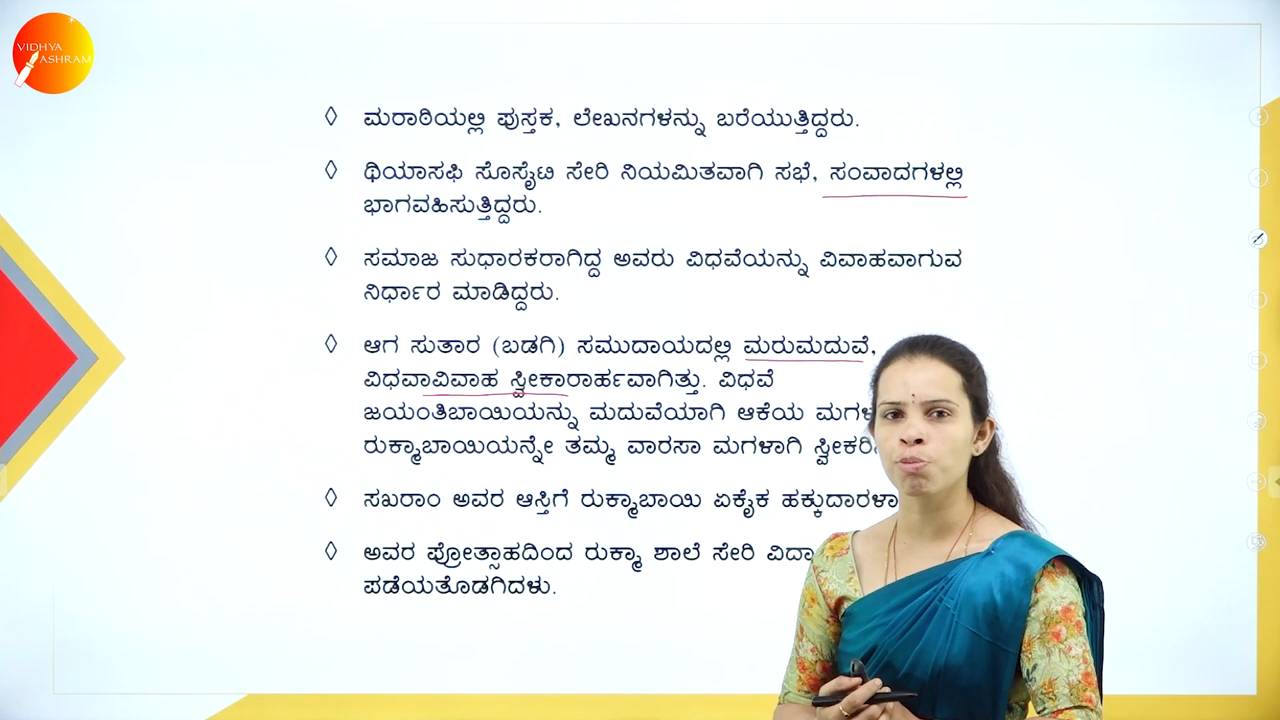 VIDHYA
ASHRAM
◊ ಮರಾಠಿಯಲ್ಲಿ ಪುಸ್ತಕ, ಲೇಖನಗಳನ್ನು ಬರೆಯುತ್ತಿದ್ದರು.
◊ ಥಿಯಾಸಫಿ ಸೊಸೈಟಿ ಸೇರಿ ನಿಯಮಿತವಾಗಿ ಸಭೆ, ಸಂವಾದಗಳಲ್ಲಿ
ಭಾಗವಹಿಸುತ್ತಿದ್ದರು.
◊ ಸಮಾಜ ಸುಧಾರಕರಾಗಿದ್ದ ಅವರು ವಿಧವೆಯನ್ನು ವಿವಾಹವಾಗುವ
ನಿರ್ಧಾರ ಮಾಡಿದ್ದರು.
◊ ಆಗ ಸುತಾರ (ಬಡಗಿ) ಸಮುದಾಯದಲ್ಲಿ ಮರುಮದುವೆ,
ವಿಧವಾವಿವಾಹ ಸ್ವೀಕಾರಾರ್ಹವಾಗಿತ್ತು. ವಿಧವೆ
ಜಯಂತಿಬಾಯಿಯನ್ನು ಮದುವೆಯಾಗಿ ಆಕೆಯ
ರುಕ್ಮಾಬಾಯಿಯನ್ನೇ ತಮ್ಮ ವಾರಸಾ ಮಗಳಾಗಿ
◊ ಸಖರಾಂ ಅವರ ಆಸ್ತಿಗೆ ರುಕ್ಮಾಬಾಯಿ ಏಕೈಕ
◊ ಅವರ ಪ್ರೋತ್ಸಾಹದಿಂದ ರುಕ್ಮಾ ಶಾಲೆ ಸೇರಿ
ಪಡೆಯತೊಡಗಿದಳು.